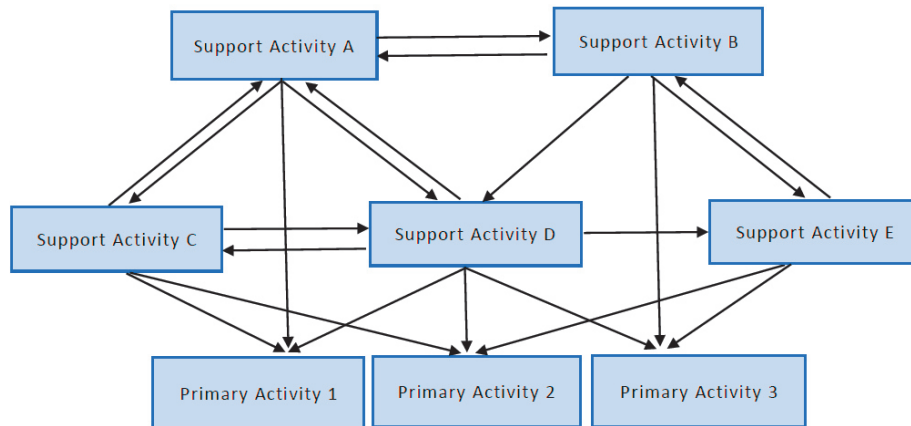 Support Activity A
Support Activity B
Support Activity C
Support Activity D
Support Activity E
Primary Activity 1
Primary Activity 2
Primary Activity 3